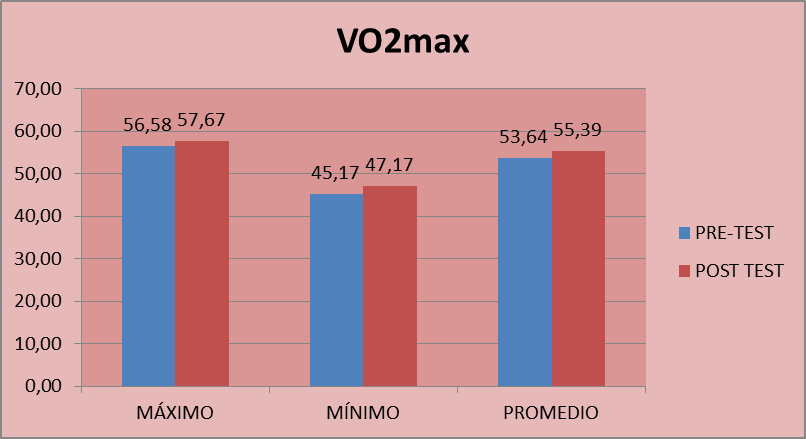 VO2max
70,00
60,00
50,00
40,00
30,00
20,00
10,00
0,00
56,58 57,67
45,17 47,17
53,64 55,39
MÁXIMO MÍNIMO PROMEDIO
PRE-TEST
POST TEST